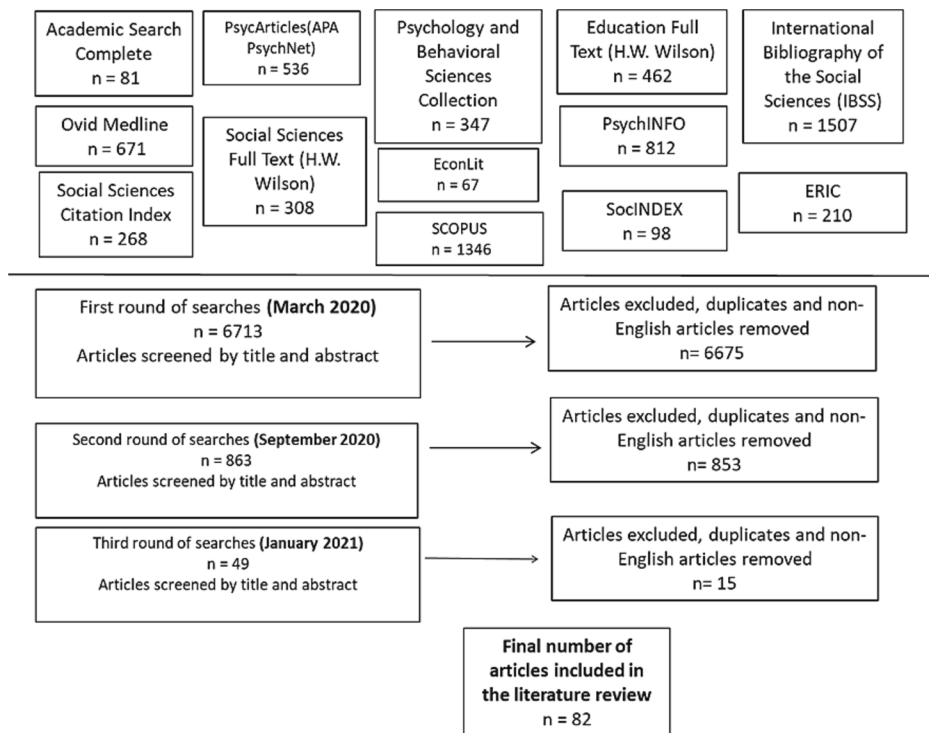 Academic Search
Complete
n = 81
PsycArticles(APA
PsychNet)
n = 536
Psychology and
Behavioral
Sciences
Collection
n = 347
Education Full
Text (H.W. Wilson)
n = 462
International
Bibliography of
the Social
Sciences (IBSS)
n = 1507
Ovid Medline
n = 671
Social Sciences
Full Text (H.W.
Wilson)
n = 308
EconLit
n = 67
PsychINFO
n = 812
Social Sciences
Citation Index
n = 268
SCOPUS
n = 1346
SocINDEX
n = 98
ERIC
n = 210
First round of searches (March 2020)
n = 6713
Articles screened by title and abstract
Articles excluded, duplicates and non-
English articles removed
n= 6675
Second round of searches (September 2020)
n = 863
Articles screened by title and abstract
Articles excluded, duplicates and non-
English articles removed
n= 853
Third round of searches (January 2021)
n = 49
Articles screened by title and abstract
Articles excluded, duplicates and non-
English articles removed
n= 15
Final number of
articles included in
the literature review
n = 82